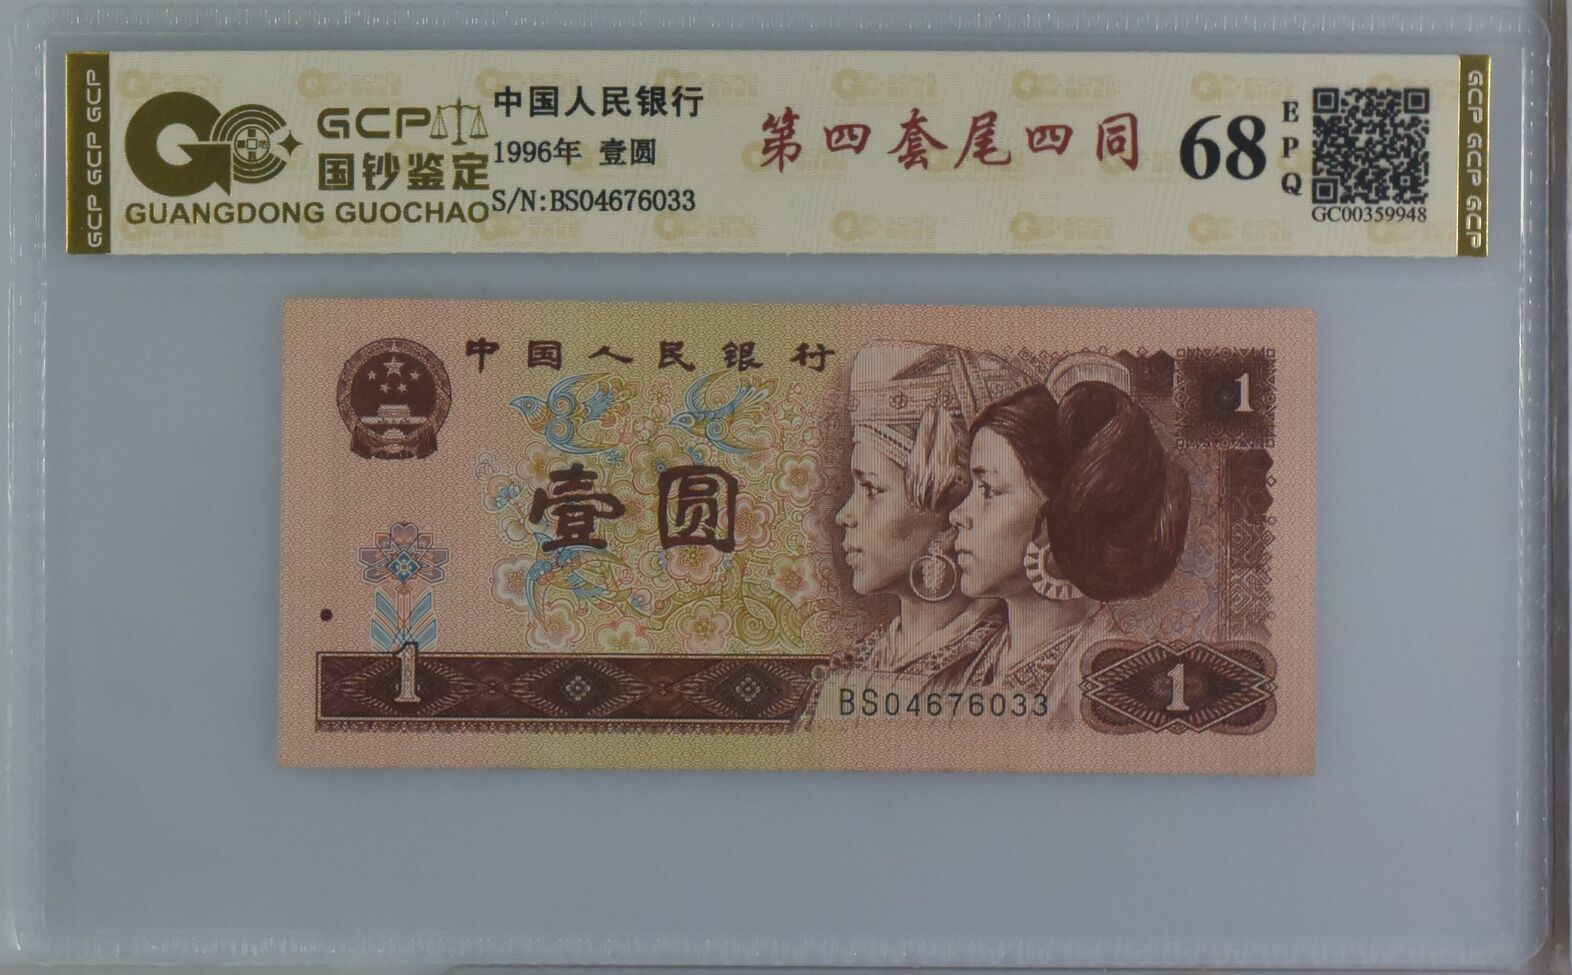 GCP GCP GCP
GCP
国钞鉴定
GUANGDONG GUOCHAO
中国人民银行
1996年 壹圆
S/N:BS04676033
第四套尾四同
68
EPQ
GC00359948
GCP GCP GCP
中国人民银行
1
壹圆
1
BS04676033
1